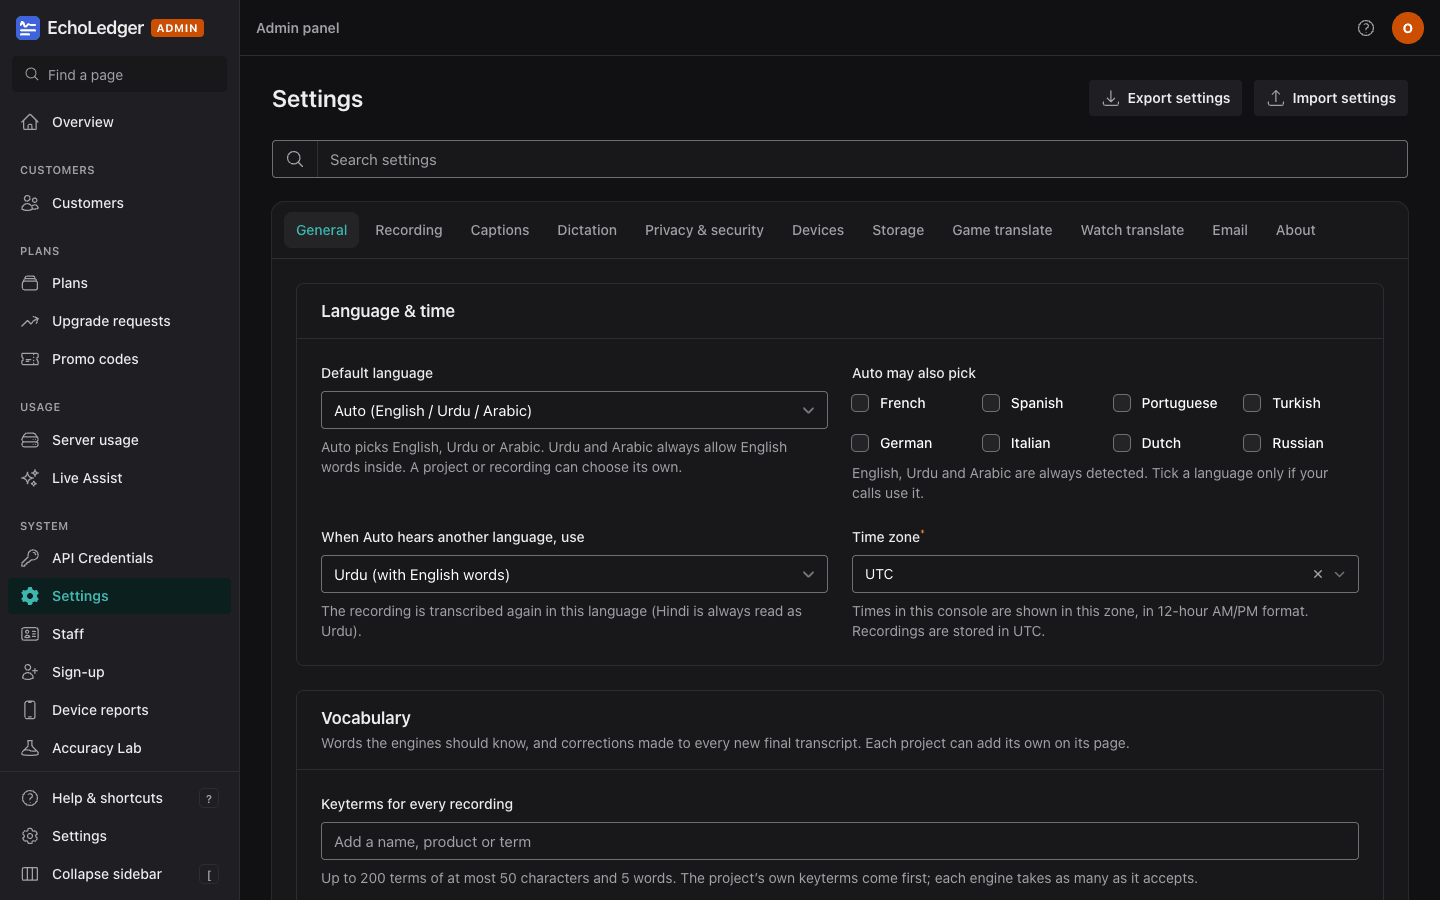 EchoLedger ADMIN
Find a page
Overview
CUSTOMERS
Customers
PLANS
Plans
Upgrade requests
Promo codes
USAGE
Server usage
Live Assist
SYSTEM
API Credentials
Settings
Staff
Sign-up
Device reports
Accuracy Lab
Help & shortcuts ?
Settings
Collapse sidebar [
Admin panel
O
Settings
Export settings
Import settings
Search settings
General Recording Captions Dictation Privacy & security Devices Storage Game translate Watch translate Email About
Language & time
Default language
Auto (English / Urdu / Arabic)
Auto picks English, Urdu or Arabic. Urdu and Arabic always allow English
words inside. A project or recording can choose its own.
Auto may also pick
French Spanish Portuguese Turkish
German Italian Dutch Russian
English, Urdu and Arabic are always detected. Tick a language only if your
calls use it.
When Auto hears another language, use
Urdu (with English words)
The recording is transcribed again in this language (Hindi is always read as
Urdu).
Time zone*
UTC
Times in this console are shown in this zone, in 12-hour AM/PM format.
Recordings are stored in UTC.
Vocabulary
Words the engines should know, and corrections made to every new final transcript. Each project can add its own on its page.
Keyterms for every recording
Add a name, product or term
Up to 200 terms of at most 50 characters and 5 words. The project's own keyterms come first; each engine takes as many as it accepts.